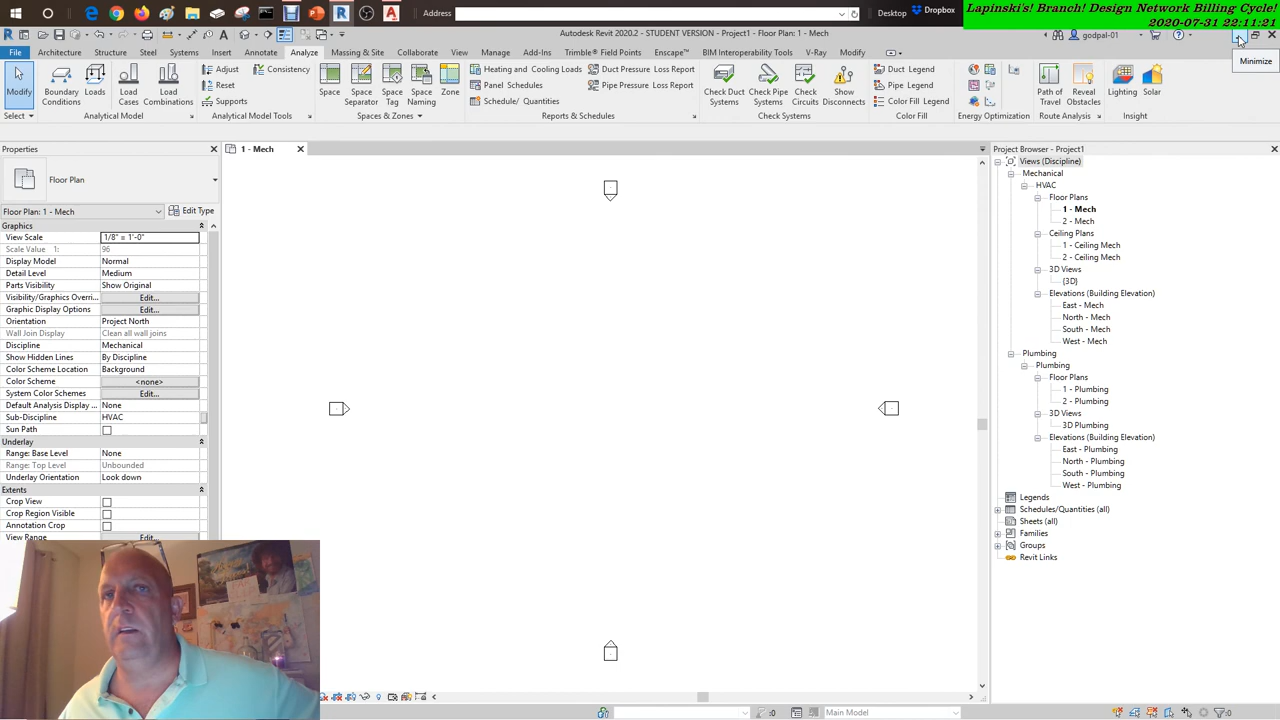 Address
Desktop
Dropbox
Lapinski's! Branch! Design Network Billing Cycle!
2020-07-31 22:11:21
Autodesk Revit 2020.2 - STUDENT VERSION - Project1 - Floor Plan: 1 - Mech
godpal-01
Minimize
File Architecture Structure Steel Systems Insert Annotate Analyze Massing & Site Collaborate View Manage Add-Ins Trimble® Field Points Enscape™ BIM Interoperability Tools V-Ray Modify
Modify
Boundary Conditions
Loads
Load Cases
Load Combinations
Adjust
Reset
Supports
Consistency
Space
Space Separator
Space Tag
Space Naming
Zone
Heating and Cooling Loads
Panel Schedules
Schedule/ Quantities
Duct Pressure Loss Report
Pipe Pressure Loss Report
Check Duct Systems
Check Pipe Systems
Check Circuits
Show Disconnects
Duct Legend
Pipe Legend
Color Fill Legend
Path of Travel
Reveal Obstacles
Lighting
Solar
Select
Analytical Model
Analytical Model Tools
Spaces & Zones
Reports & Schedules
Check Systems
Color Fill
Energy Optimization
Route Analysis
Insight
Properties
Floor Plan
Floor Plan: 1 - Mech
Edit Type
Graphics
View Scale 1/8" = 1'-0"
Scale Value 1: 96
Display Model Normal
Detail Level Medium
Parts Visibility Show Original
Visibility/Graphics Overri... Edit...
Graphic Display Options Edit...
Orientation Project North
Wall Join Display Clean all wall joins
Discipline Mechanical
Show Hidden Lines By Discipline
Color Scheme Location Background
Color Scheme <none>
System Color Schemes Edit...
Default Analysis Display ... None
Sub-Discipline HVAC
Sun Path
Underlay
Range: Base Level None
Range: Top Level Unbounded
Underlay Orientation Look down
Extents
Crop View
Crop Region Visible
Annotation Crop
View Range Edit...
1 - Mech
Project Browser - Project1
Views (Discipline)
Mechanical
HVAC
Floor Plans
1 - Mech
2 - Mech
Ceiling Plans
1 - Ceiling Mech
2 - Ceiling Mech
3D Views
{3D}
Elevations (Building Elevation)
East - Mech
North - Mech
South - Mech
West - Mech
Plumbing
Plumbing
Floor Plans
1 - Plumbing
2 - Plumbing
3D Views
3D Plumbing
Elevations (Building Elevation)
East - Plumbing
North - Plumbing
South - Plumbing
West - Plumbing
Legends
Schedules/Quantities (all)
Sheets (all)
Families
Groups
Revit Links
:0
Main Model
:0